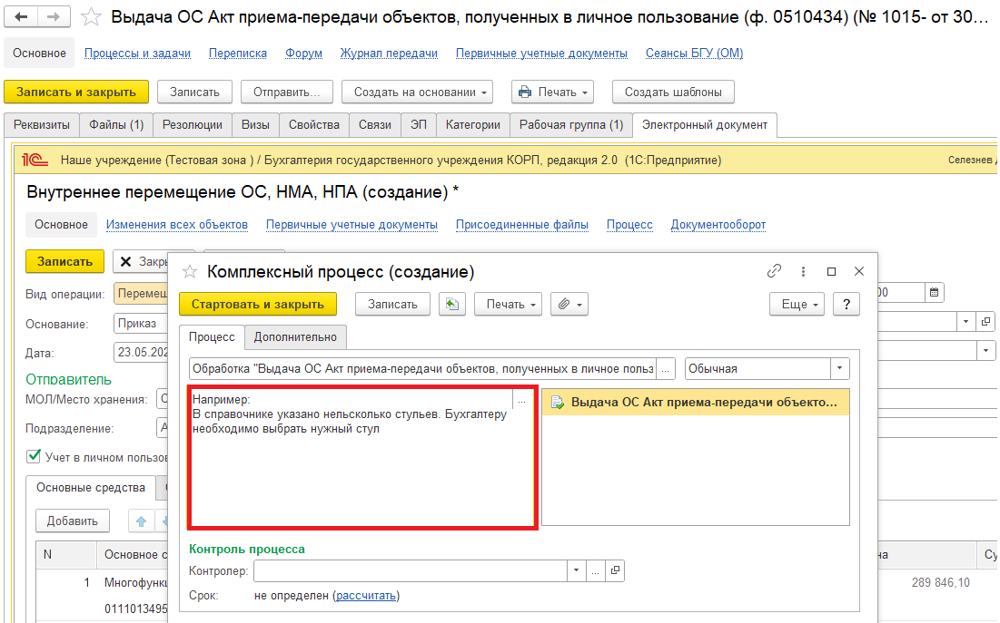 Выдача ОС Акт приема-передачи объектов, полученных в личное пользование (ф. 0510434) (№ 1015- от 30...
Основное Процессы и задачи Переписка Форум Журнал передачи Первичные учетные документы Сеансы БГУ (ОМ)
Записать и закрыть Записать Отправить... Создать на основании Печать Создать шаблоны
Реквизиты Файлы (1) Резолюции Визы Свойства Связи ЭП Категории Рабочая группа (1) Электронный документ
1С Наше учреждение (Тестовая зона ) / Бухгалтерия государственного учреждения КОРП, редакция 2.0 (1С:Предприятие) Селезнев
Внутреннее перемещение ОС, НМА, НПА (создание) *
Основное Изменения всех объектов Первичные учетные документы Присоединенные файлы Процесс Документооборот
Записать Закр
Комплексный процесс (создание)
Вид операции: Перемещ 00
Стартовать и закрыть Записать Печать Еще ?
Основание: Приказ
Процесс Дополнительно
Дата: 23.05.202
Обработка "Выдача ОС Акт приема-передачи объектов, полученных в личное польз ... Обычная
Отправитель
МОЛ/Место хранения: С
Например: ...
В справочнике указано нельсколько стульев. Бухгалтеру
необходимо выбрать нужный стул
Выдача ОС Акт приема-передачи объекто...
Подразделение: А
Учет в личном пользов
Основные средства
Добавить
N Основное с на Су
Контроль процесса
Контролер: ...
1 Многофункц 289 846,10
Срок: не определен (рассчитать)
0111013495